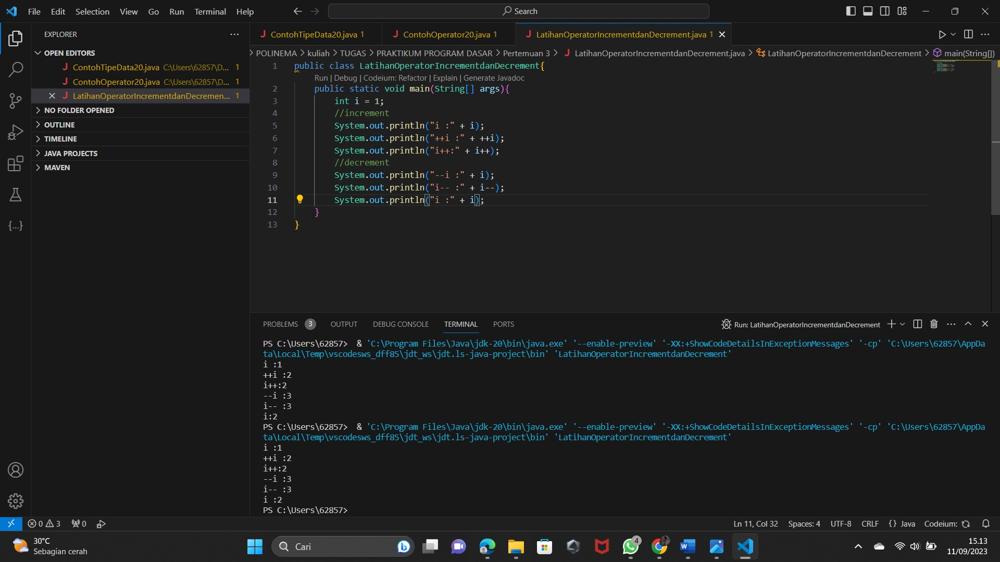 File Edit Selection View Go Run Terminal Help
Search
EXPLORER
OPEN EDITORS
ContohTipeData20.java C:\Users\62857\D... 1
ContohOperator20.java C:\Users\62857\D... 1
LatihanOperatorIncrementdanDecremen... 1
NO FOLDER OPENED
OUTLINE
TIMELINE
JAVA PROJECTS
MAVEN
J ContohTipeData20.java 1 J ContohOperator20.java 1 J LatihanOperatorIncrementdanDecrement.java 1
POLINEMA > kuliah > TUGAS > PRAKTIKUM PROGRAM DASAR > Pertemuan 3 > J LatihanOperatorIncrementdanDecrement.java > LatihanOperatorIncrementdanDecrement > main(String[])
1 public class LatihanOperatorIncrementdanDecrement{
Run | Debug | Codeium: Refactor | Explain | Generate Javadoc
2 public static void main(String[] args){
3 int i = 1;
4 //increment
5 System.out.println("i :" + i);
6 System.out.println("++i :" + ++i);
7 System.out.println("i++:" + i++);
8 //decrement
9 System.out.println("--i :" + i);
10 System.out.println("i-- :" + i--);
11 System.out.println("i :" + i);
12 }
13 }
PROBLEMS 3 OUTPUT DEBUG CONSOLE TERMINAL PORTS
Run: LatihanOperatorIncrementdanDecrement
PS C:\Users\62857> & 'C:\Program Files\Java\jdk-20\bin\java.exe' '--enable-preview' '-XX:+ShowCodeDetailsInExceptionMessages' '-cp' 'C:\Users\62857\AppDa
ta\Local\Temp\vscodesws_dff85\jdt_ws\jdt.ls-java-project\bin' 'LatihanOperatorIncrementdanDecrement'
i :1
++i :2
i++:2
--i :3
i-- :3
i:2
PS C:\Users\62857> & 'C:\Program Files\Java\jdk-20\bin\java.exe' '--enable-preview' '-XX:+ShowCodeDetailsInExceptionMessages' '-cp' 'C:\Users\62857\AppDa
ta\Local\Temp\vscodesws_dff85\jdt_ws\jdt.ls-java-project\bin' 'LatihanOperatorIncrementdanDecrement'
i :1
++i :2
i++:2
--i :3
i-- :3
i :2
PS C:\Users\62857>
0 3 0
Ln 11, Col 32 Spaces: 4 UTF-8 CRLF {} Java Codeium:
30°C
Sebagian cerah
Cari
4
15.13
11/09/2023